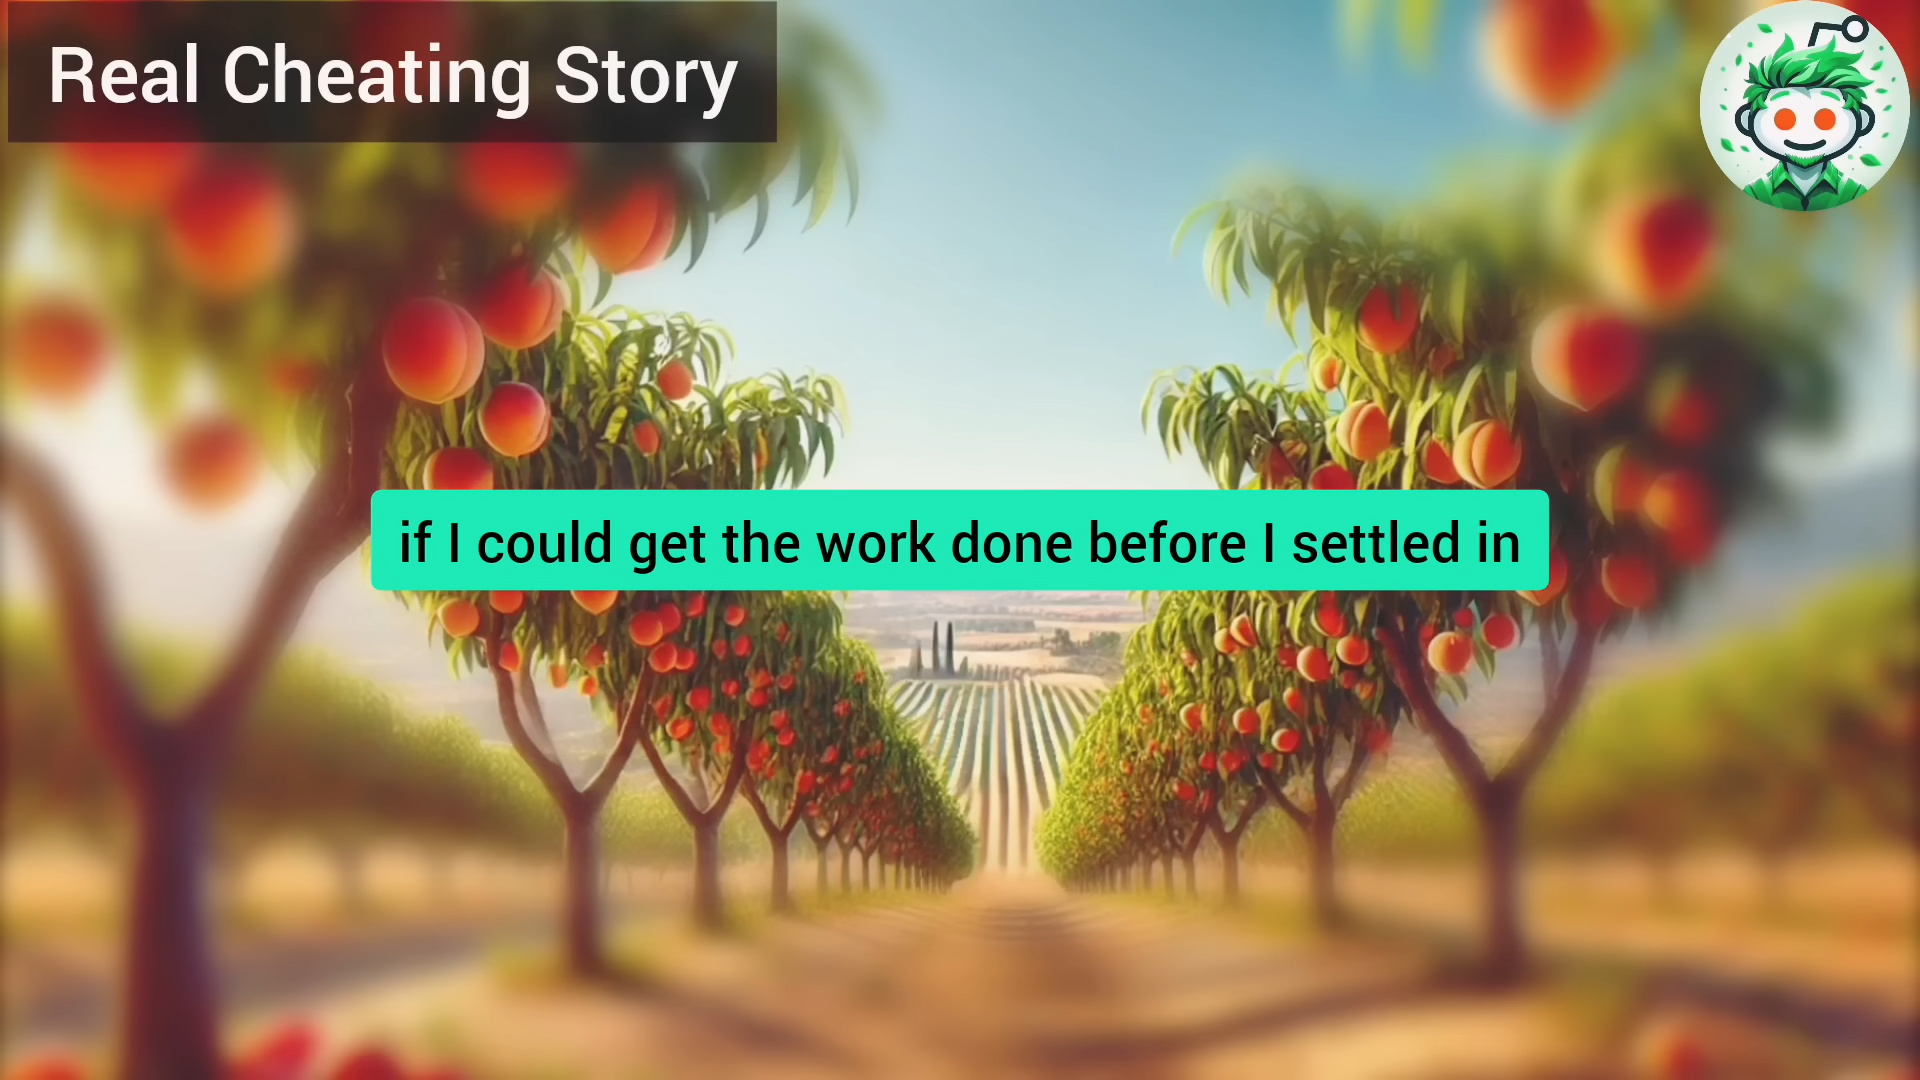 Real Cheating Story
if I could get the work done before I settled in